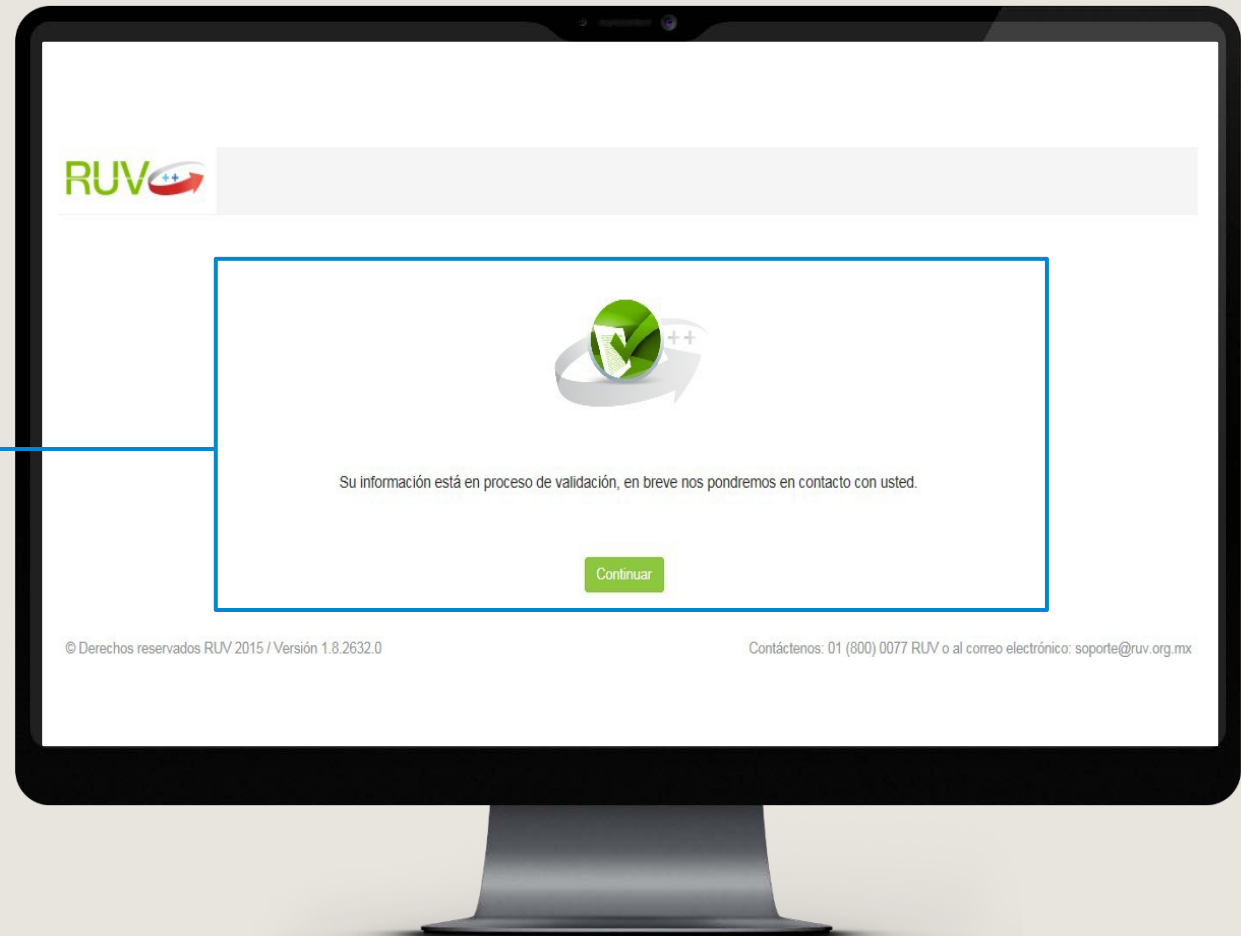 RUV ++
++
Su información está en proceso de validación, en breve nos pondremos en contacto con usted.
Continuar
© Derechos reservados RUV 2015 / Versión 1.8.2632.0
Contáctenos: 01 (800) 0077 RUV o al correo electrónico: soporte@ruv.org.mx